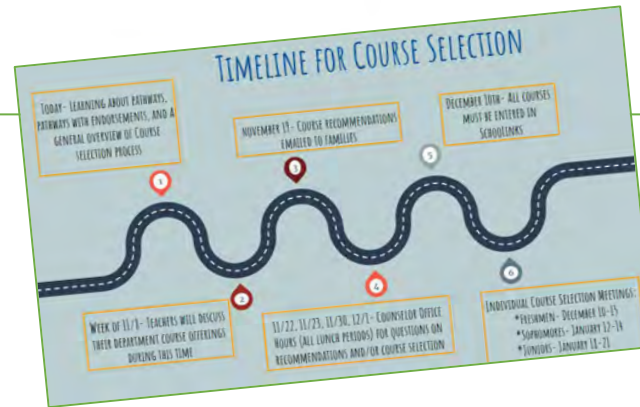 TIMELINE FOR COURSE SELECTION
TODAY- LEARNING ABOUT PATHWAYS,
PATHWAYS WITH ENDORSEMENTS, AND A
GENERAL OVERVIEW OF COURSE
SELECTION PROCESS
1
WEEK OF 11/8- TEACHERS WILL DISCUSS
THEIR DEPARTMENT COURSE OFFERINGS
DURING THIS TIME
2
NOVEMBER 19- COURSE RECOMMENDATIONS
EMAILED TO FAMILIES
3
11/22, 11/23, 11/30, 12/1- COUNSELOR OFFICE
HOURS (ALL LUNCH PERIODS) FOR QUESTIONS ON
RECOMMENDATIONS AND/OR COURSE SELECTION
4
DECEMBER 10TH- ALL COURSES
MUST BE ENTERED IN
SCHOOLINKS
5
6
INDIVIDUAL COURSE SELECTION MEETINGS:
*FRESHMEN- DECEMBER 10-15
*SOPHOMORES- JANUARY 12-14
*JUNIORS- JANUARY 18-21